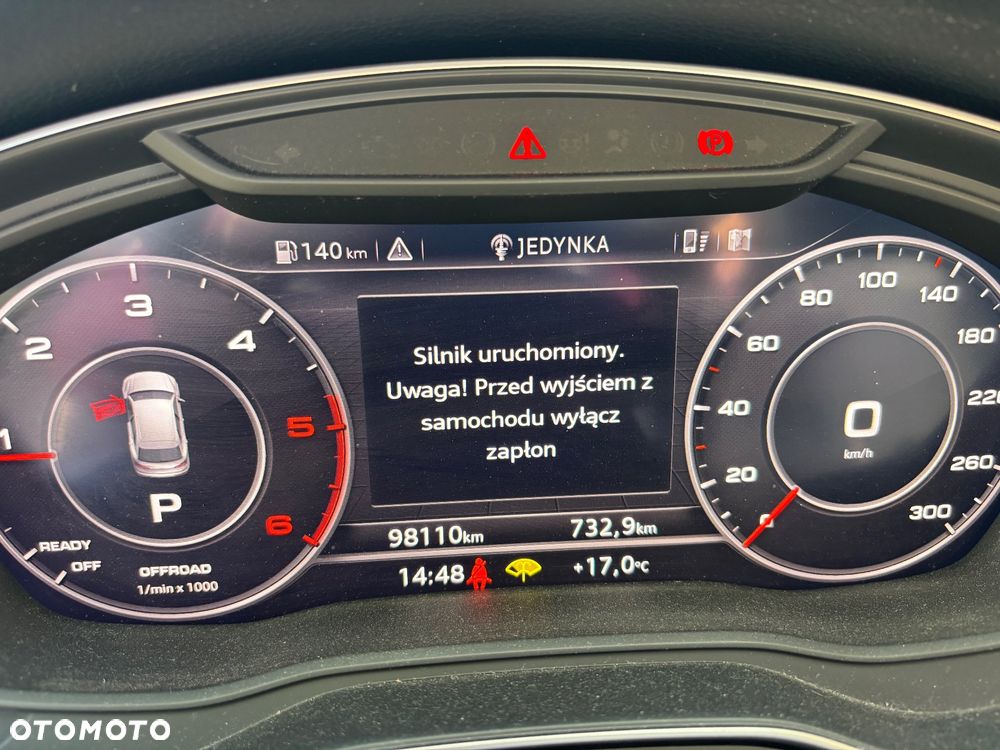 140 km
JEDYNKA
Silnik uruchomiony.
Uwaga! Przed wyjściem z
samochodu wyłącz
zapłon
98110km
732,9km
14:48
+17,0°C
1
2
3
4
5
6
P
READY
OFF
OFFROAD
1/min x 1000
0
20
40
60
80
100
140
180
220
260
300
0
km/h
P
OTOMOTO